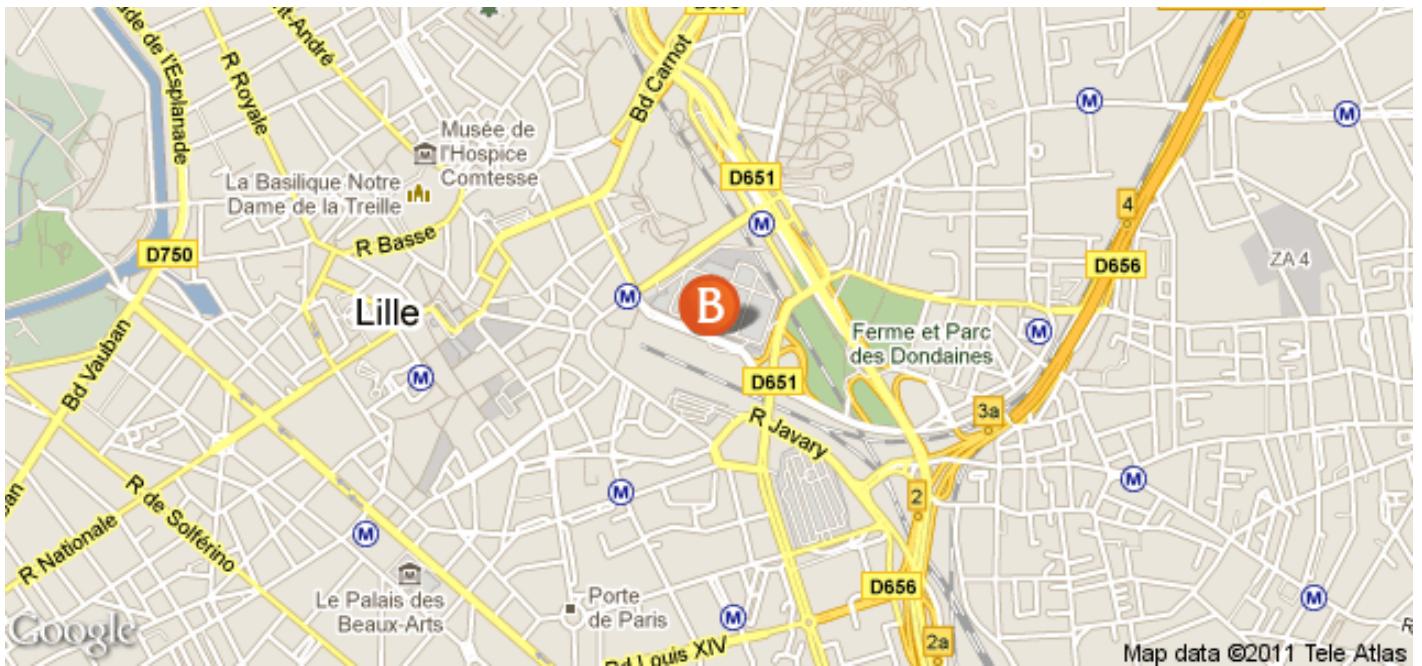 St-André
ade de l'Esplanade
R Royale
Bd Carnot
Musée de
l'Hospice
Comtesse
La Basilique Notre
Dame de la Treille
M
M
D651
4
M
R Basse
D750
D656
ZA 4
M
B
Lille
Bd Vauban
Ferme et Parc
des Dondaines
M
M
D651
3a
R Javary
R de Solférino
R Nationale
M
M
2
M
Le Palais des
Beaux-Arts
Porte
de Paris
M
D656
M
Bd Louis XIV
2a
Google
Map data ©2011 Tele Atlas